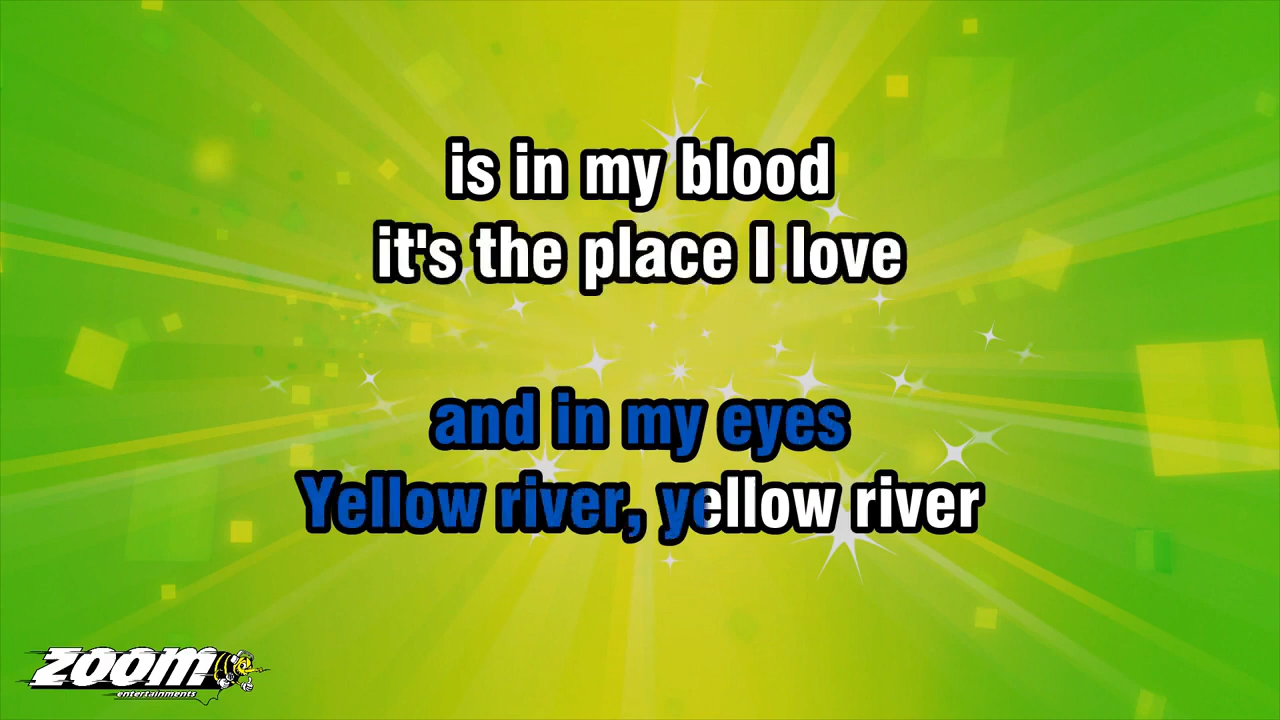 is in my blood
it's the place I love
and in my eyes
Yellow river, yellow river
zoom
entertainments